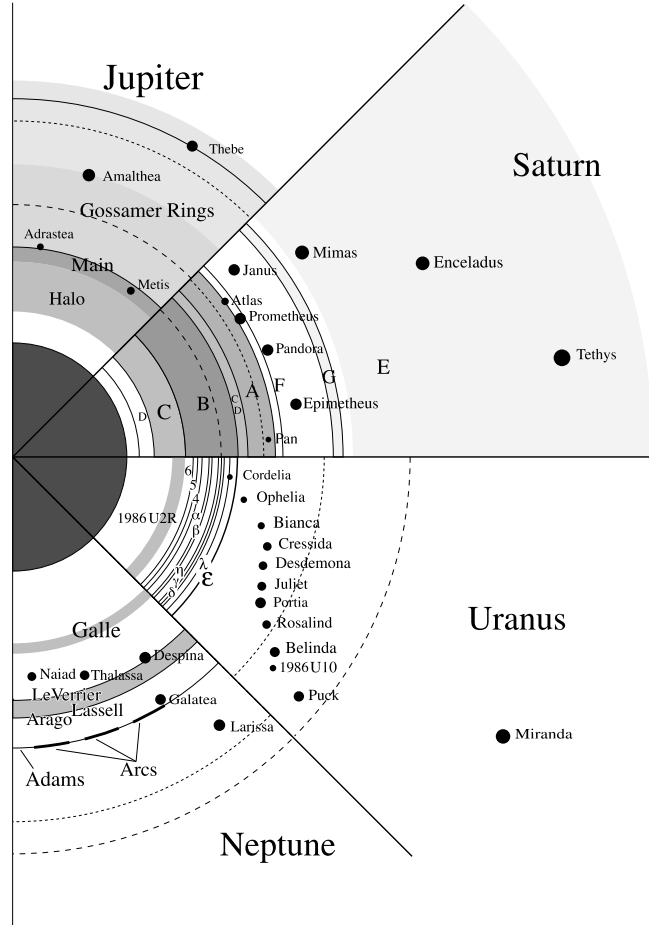 Jupiter
Thebe
Amalthea
Gossamer Rings
Adrastea
Main
Metis
Halo
Saturn
Mimas
Enceladus
Janus
Atlas
Prometheus
Pandora
Tethys
E
G
F
A
C
D
B
C
D
Epimetheus
Pan
Uranus
6
5
4
α
β
1986 U2R
η
γ
δ
λ
ε
Cordelia
Ophelia
Bianca
Cressida
Desdemona
Juliet
Portia
Rosalind
Belinda
1986U10
Puck
Miranda
Neptune
Galle
Despina
Naiad
Thalassa
LeVerrier
Galatea
Lassell
Arago
Larissa
Arcs
Adams